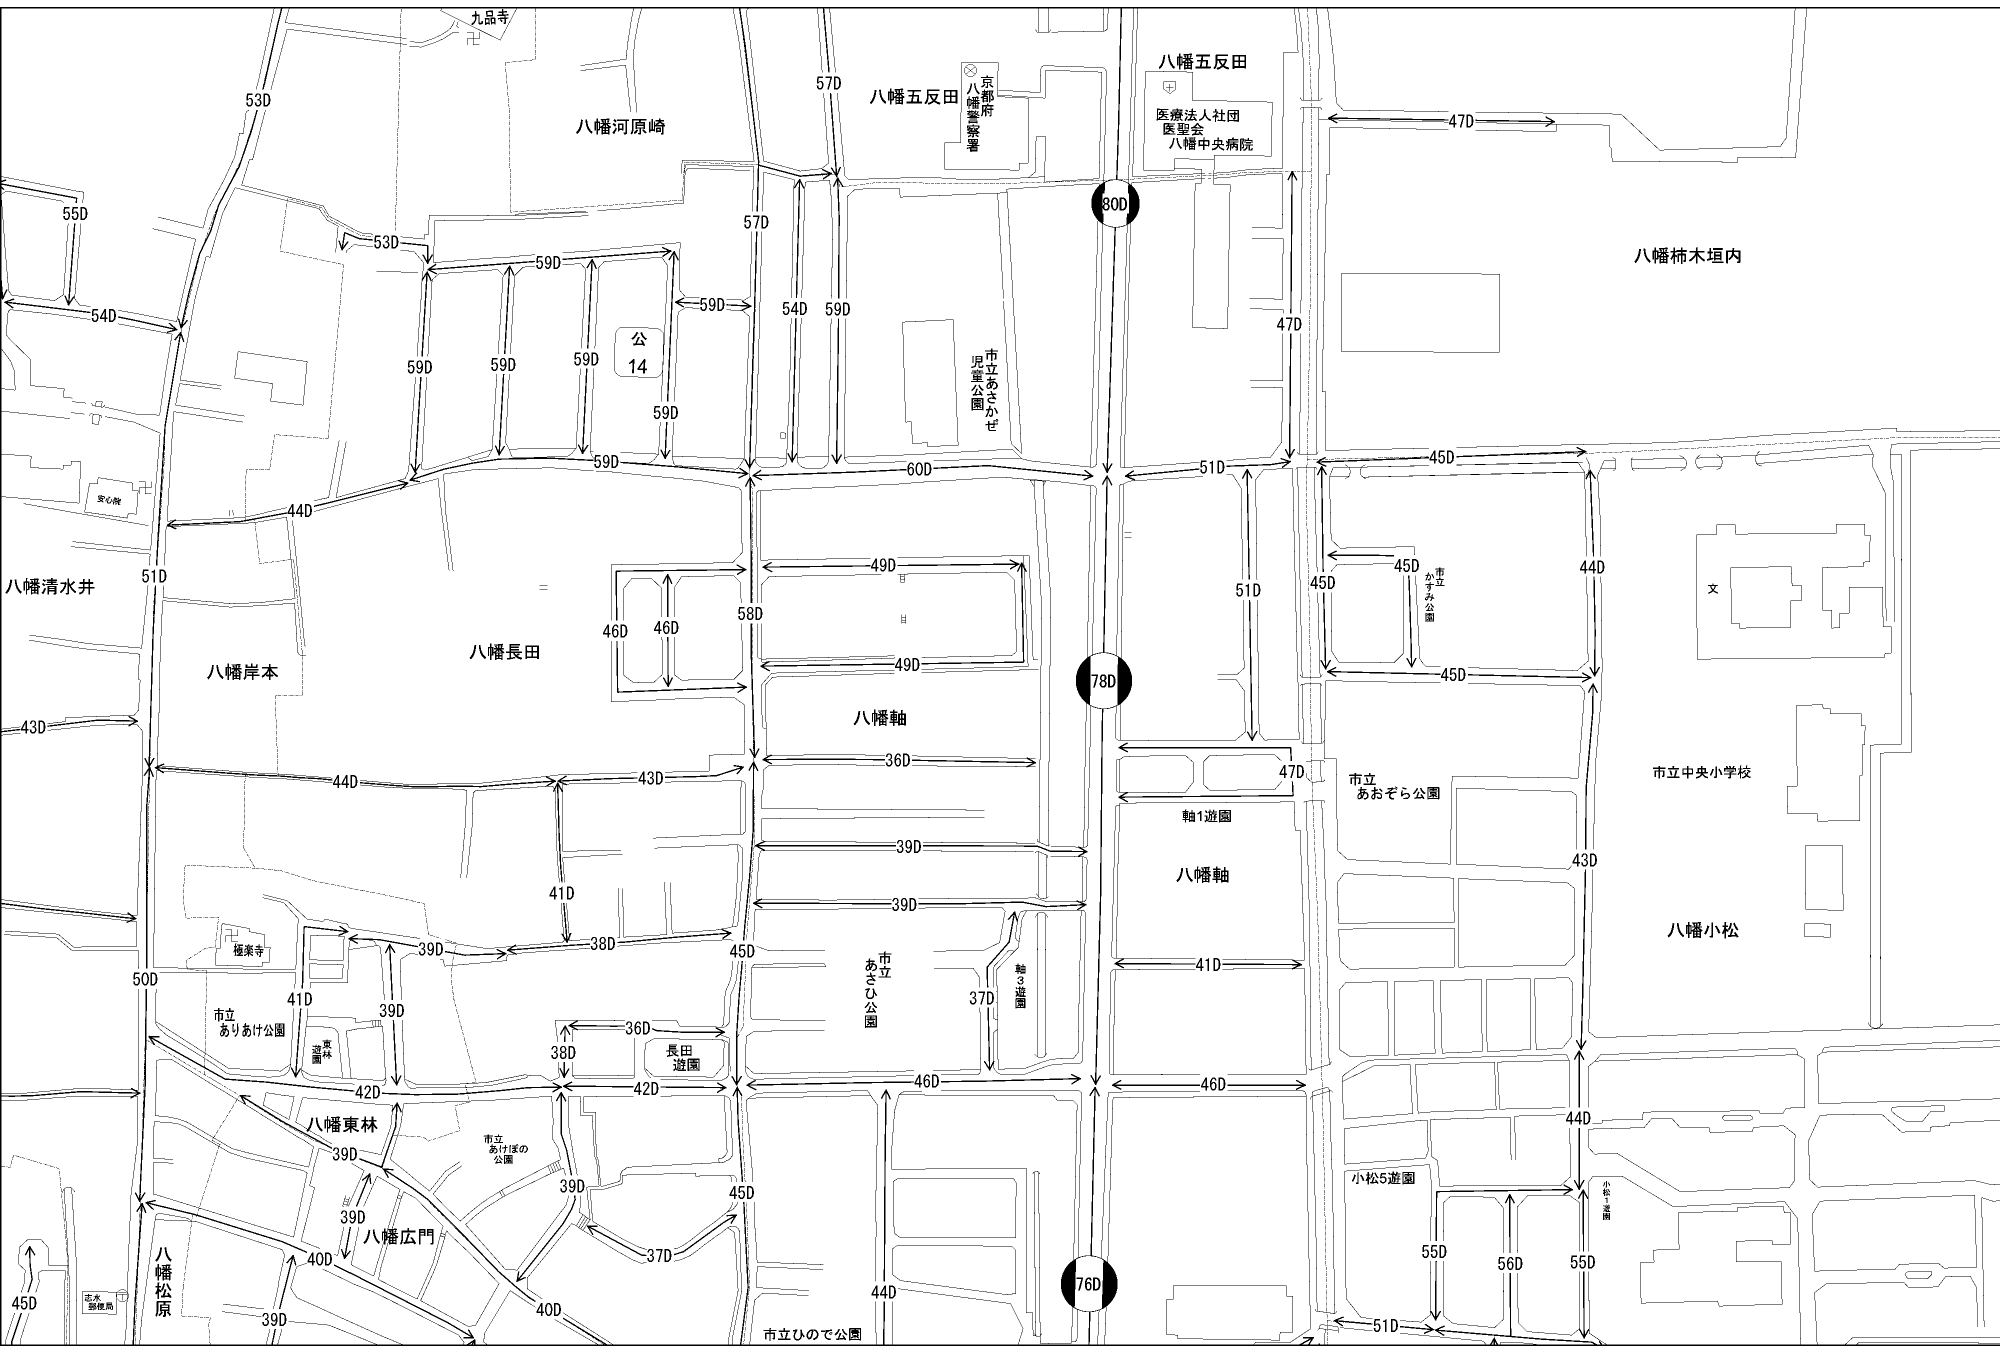 九品寺
八幡五反田
57D
京都府
八幡警察署
八幡五反田
53D
八幡河原崎
医療法人社団
医聖会
八幡中央病院
47D
55D
57D
80D
53D
八幡柿木垣内
59D
54D
59D
54D
59D
47D
公
14
59D
59D
59D
市立あさかぜ
児童公園
59D
59D
60D
51D
45D
安心院
44D
八幡清水井
51D
49D
45D
44D
文
市立
かすみ公園
45D
51D
58D
46D
46D
八幡岸本
八幡長田
49D
45D
78D
43D
八幡軸
44D
43D
36D
47D
市立
あおぞら公園
市立中央小学校
軸1遊園
39D
43D
41D
八幡軸
39D
八幡小松
極楽寺
39D
38D
45D
市立
あさひ公園
41D
50D
41D
39D
37D
軸3遊園
市立
ありあけ公園
東林
遊園
36D
38D
長田
遊園
42D
42D
46D
46D
八幡東林
44D
39D
市立
あけぼの
公園
39D
45D
小松5遊園
小松1遊園
39D
八幡広門
37D
55D
56D
55D
40D
八幡松原
76D
志水
郵便局
45D
39D
40D
44D
51D
市立ひので公園